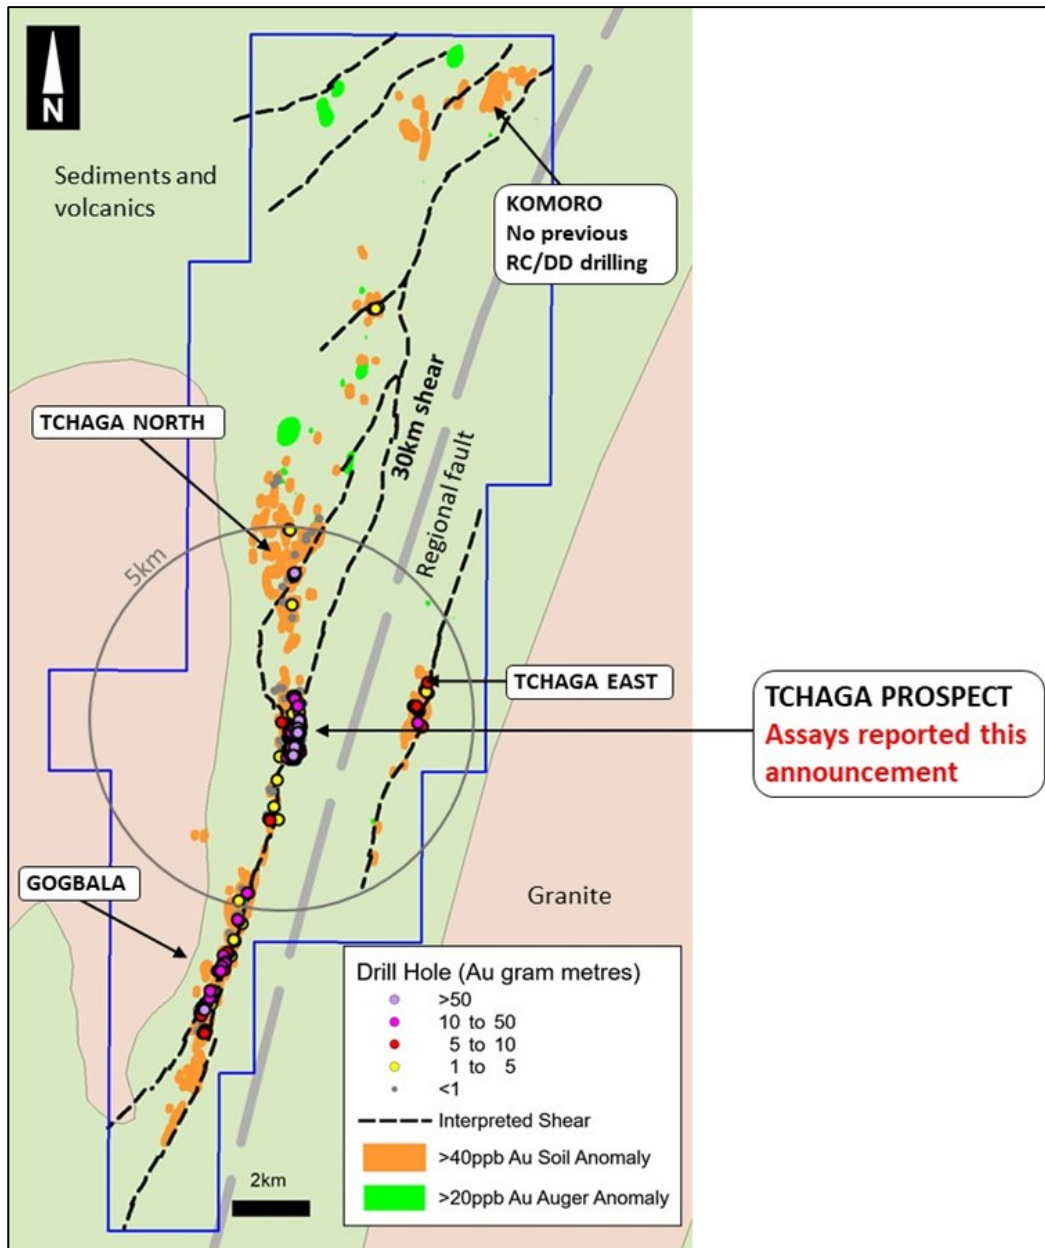 N
Sediments and
volcanics
KOMORO
No previous
RC/DD drilling
TCHAGA NORTH
30km shear
Regional fault
5km
TCHAGA EAST
TCHAGA PROSPECT
Assays reported this
announcement
GOGBALA
Granite
Drill Hole (Au gram metres)
>50
10 to 50
5 to 10
1 to 5
<1
Interpreted Shear
>40ppb Au Soil Anomaly
>20ppb Au Auger Anomaly
2km